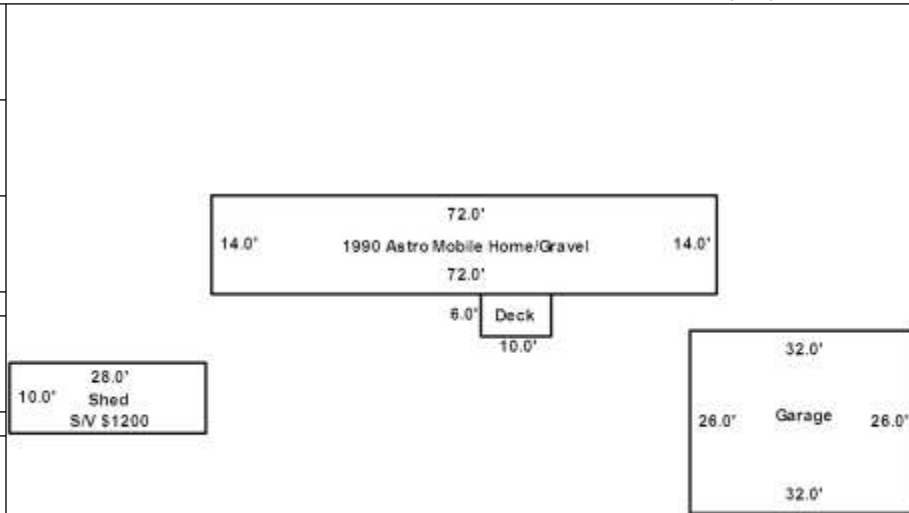 72.0'
14.0' 1990 Astro Mobile Home/Gravel 14.0'
72.0'
6.0' Deck
10.0'
32.0'
28.0'
10.0' Shed
S/V $1200
26.0' Garage 26.0'
32.0'